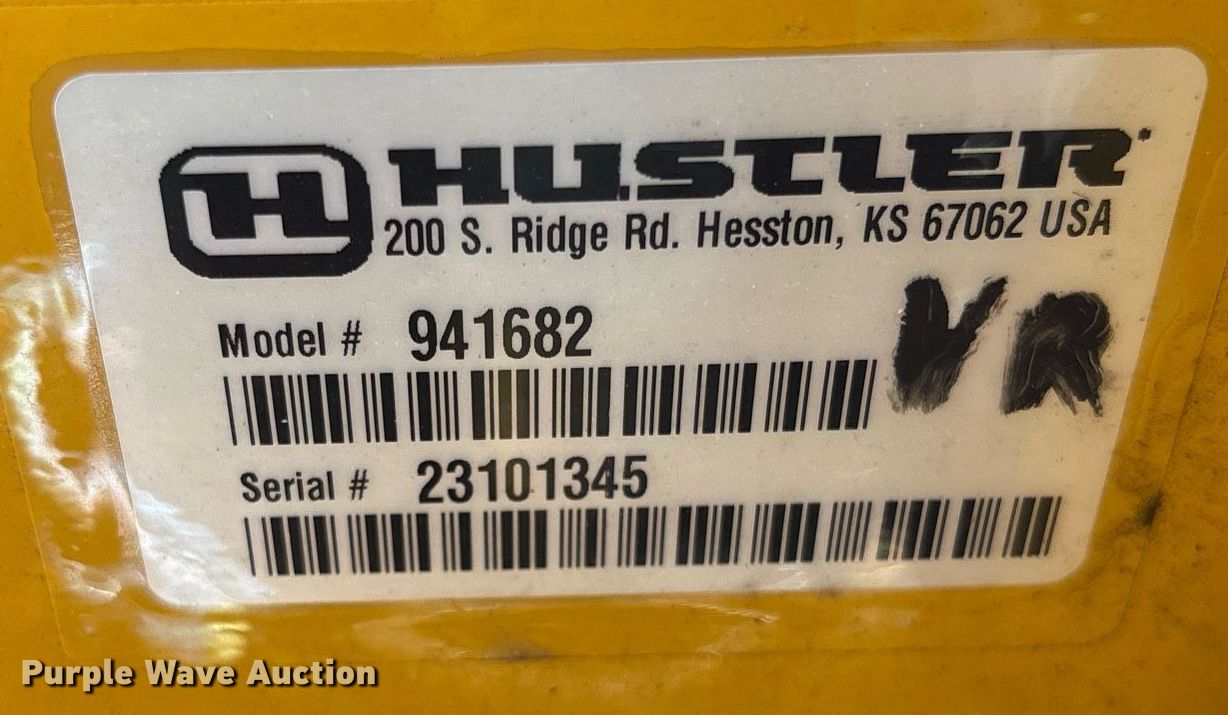 H HUSTLER
200 S. Ridge Rd. Hesston, KS 67062 USA
VR
Model # 941682
Serial # 23101345
Purple Wave Auction